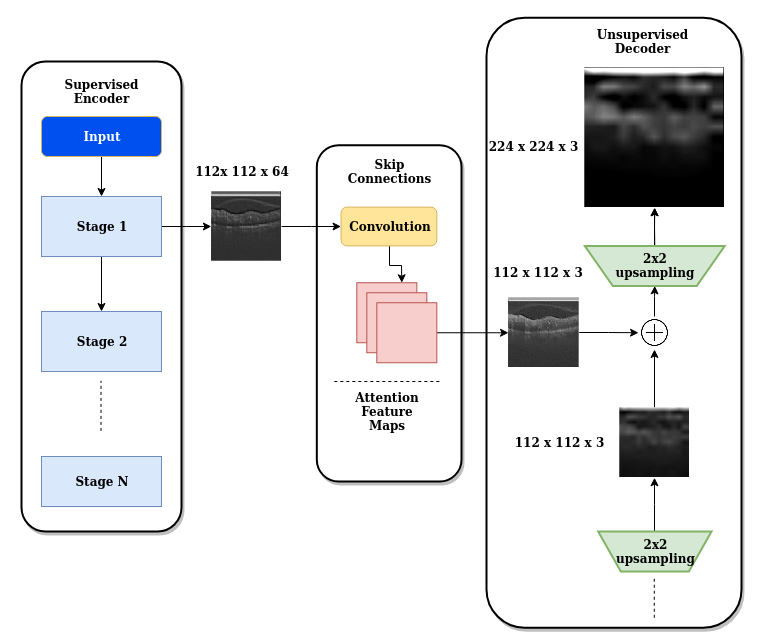 Supervised
Encoder
Input
Stage 1
Stage 2
Stage N
112x 112 x 64
Skip
Connections
Convolution
Attention
Feature
Maps
Unsupervised
Decoder
224 x 224 x 3
2x2
upsampling
112 x 112 x 3
112 x 112 x 3
2x2
upsampling